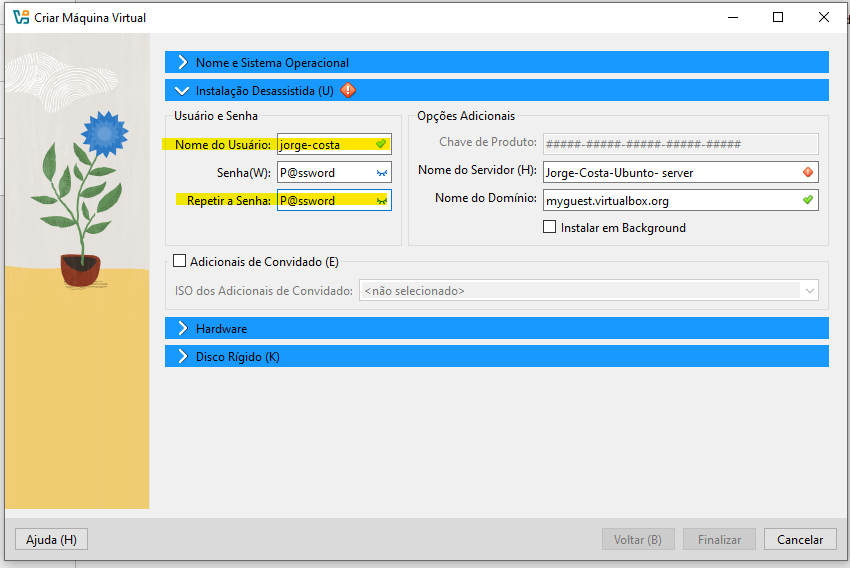 Criar Máquina Virtual
Nome e Sistema Operacional
Instalação Desassistida (U)
Usuário e Senha
Nome do Usuário: jorge-costa
Senha(W): P@ssword
Repetir a Senha: P@ssword
Opções Adicionais
Chave de Produto: #####-#####-#####-#####-#####
Nome do Servidor (H): Jorge-Costa-Ubunto- server
Nome do Domínio: myguest.virtualbox.org
Instalar em Background
Adicionais de Convidado (E)
ISO dos Adicionais de Convidado: <não selecionado>
Hardware
Disco Rígido (K)
Ajuda (H) Voltar (B) Finalizar Cancelar